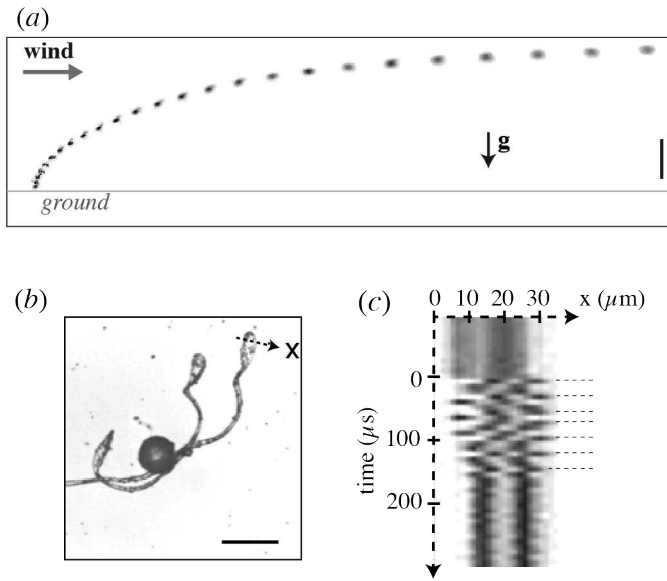 (a)
wind
g
ground
(b)
x
(c)
0 10 20 30 x (μm)
0
100
200
time (μs)